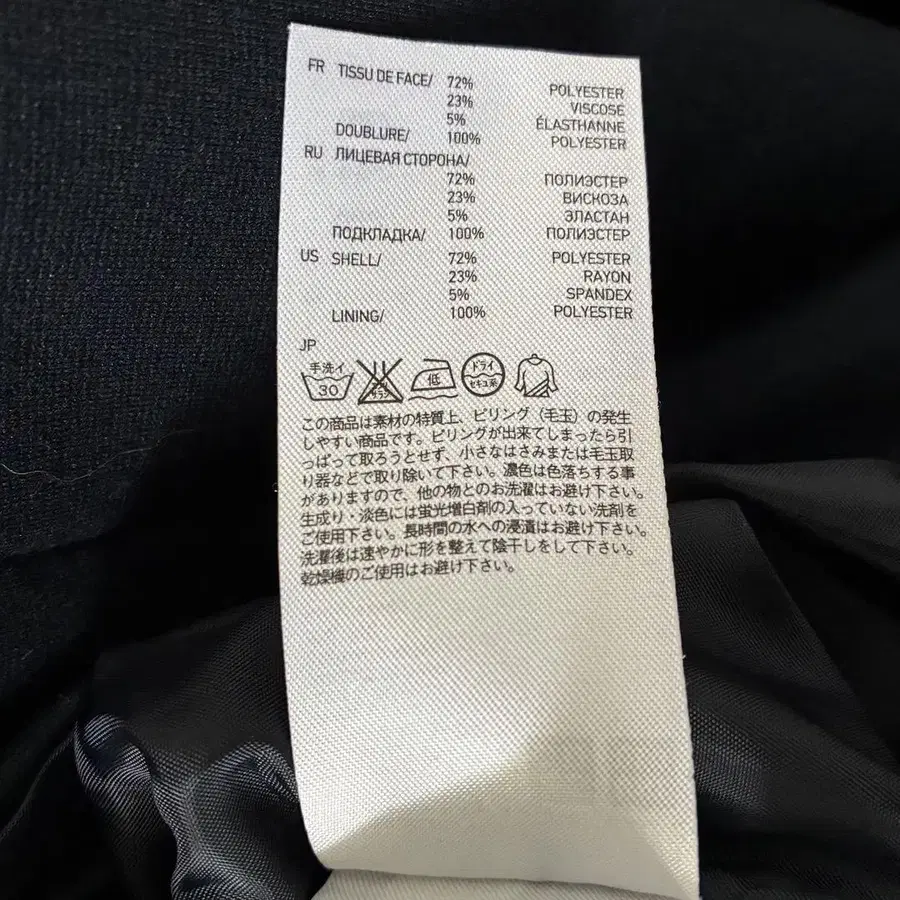 FR TISSU DE FACE/ 72% POLYESTER
23% VISCOSE
5% ÉLASTHANNE
DOUBLURE/ 100% POLYESTER
RU ЛИЦЕВАЯ СТОРОНА/
72% ПОЛИЭСТЕР
23% ВИСКОЗА
5% ЭЛАСТАН
ПОДКЛАДКА/ 100% ПОЛИЭСТЕР
US SHELL/ 72% POLYESTER
23% RAYON
5% SPANDEX
LINING/ 100% POLYESTER
JP
手洗イ 30 エンソサラシ 低 ドライ セキユ系
この商品は素材の特質上、ピリング（毛玉）の発生
しやすい商品です。ピリングが出来てしまったら引
っぱって取ろうとせず、小さなはさみまたは毛玉取
り器などで取り除いて下さい。濃色は色落ちする事
がありますので、他の物とのお洗濯はお避け下さい。
生成り・淡色には蛍光増白剤の入っていない洗剤を
ご使用下さい。長時間の水への浸漬はお避け下さい。
洗濯後は速やかに形を整えて陰干しをして下さい。
乾燥機のご使用はお避け下さい。